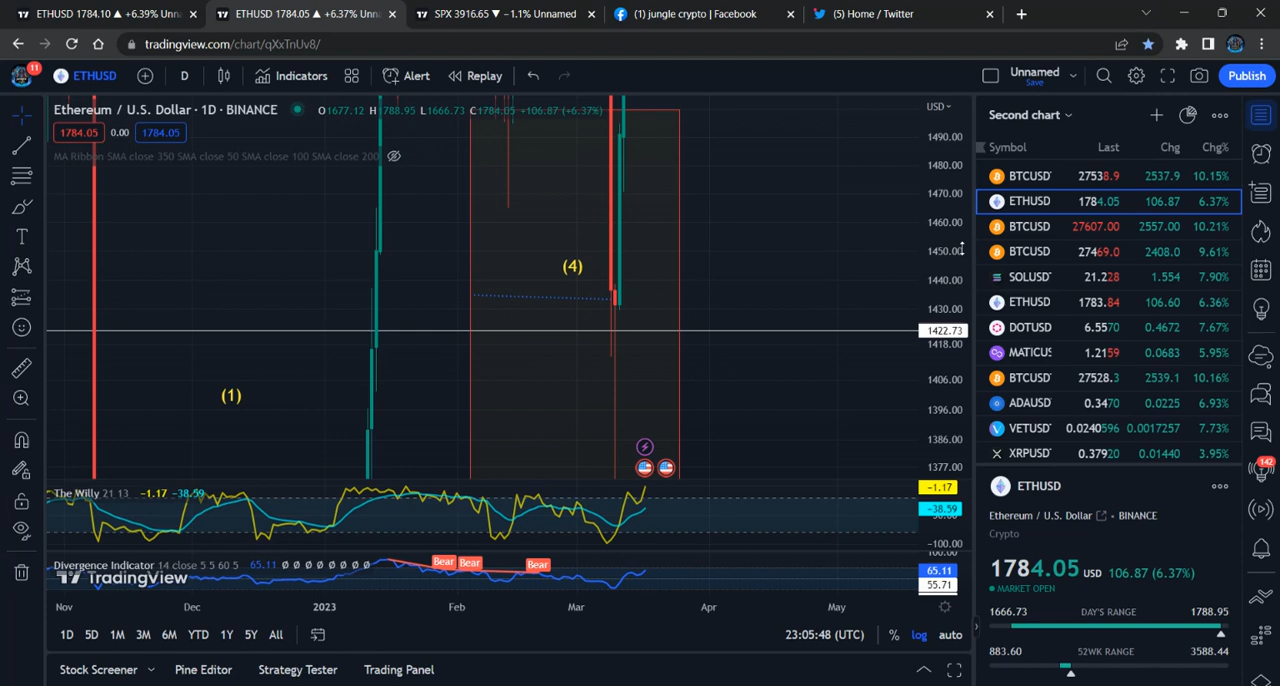 ETHUSD 1784.10 ▲ +6.39% Unn
ETHUSD 1784.05 ▲ +6.37% Unn
SPX 3916.65 ▼ −1.1% Unnamed
(1) jungle crypto | Facebook
(5) Home / Twitter
tradingview.com/chart/qXxTnUv8/
11
ETHUSD
D
Indicators
Alert
Replay
Unnamed
Save
Publish
Ethereum / U.S. Dollar · 1D · BINANCE
O1677.12 H1788.95 L1666.73 C1784.05 +106.87 (+6.37%)
USD
1784.05 0.00 1784.05
MA Ribbon SMA close 350 SMA close 50 SMA close 100 SMA close 200
1490.00
1480.00
1470.00
1460.00
1450.00
1440.00
1430.00
1422.73
1418.00
1406.00
1396.00
1386.00
1377.00
(4)
(1)
The Willy 21 13 −1.17 −38.59
-1.17
-38.59
-100.00
Divergence Indicator 14 close 5 5 60 5 65.11 Ø Ø Ø Ø Ø Ø Ø Ø
Bear Bear Bear
100.00
65.11
55.71
TradingView
Nov Dec 2023 Feb Mar Apr May
1D 5D 1M 3M 6M YTD 1Y 5Y All
23:05:48 (UTC) % log auto
Stock Screener Pine Editor Strategy Tester Trading Panel
Second chart
Symbol Last Chg Chg%
BTCUSD 27538.9 2537.9 10.15%
ETHUSD 1784.05 106.87 6.37%
BTCUSD 27607.00 2557.00 10.21%
BTCUSD 27469.0 2408.0 9.61%
SOLUSD 21.228 1.554 7.90%
ETHUSD 1783.84 106.60 6.36%
DOTUSD 6.5570 0.4672 7.67%
MATICUS 1.2159 0.0683 5.95%
BTCUSD 27528.3 2539.1 10.16%
ADAUSD 0.3470 0.0225 6.93%
VETUSD 0.0240596 0.0017257 7.73%
XRPUSD 0.37920 0.01440 3.95%
142
ETHUSD
Ethereum / U.S. Dollar • BINANCE
Crypto
1784.05 USD 106.87 (6.37%)
MARKET OPEN
1666.73 DAY'S RANGE 1788.95
883.60 52WK RANGE 3588.44